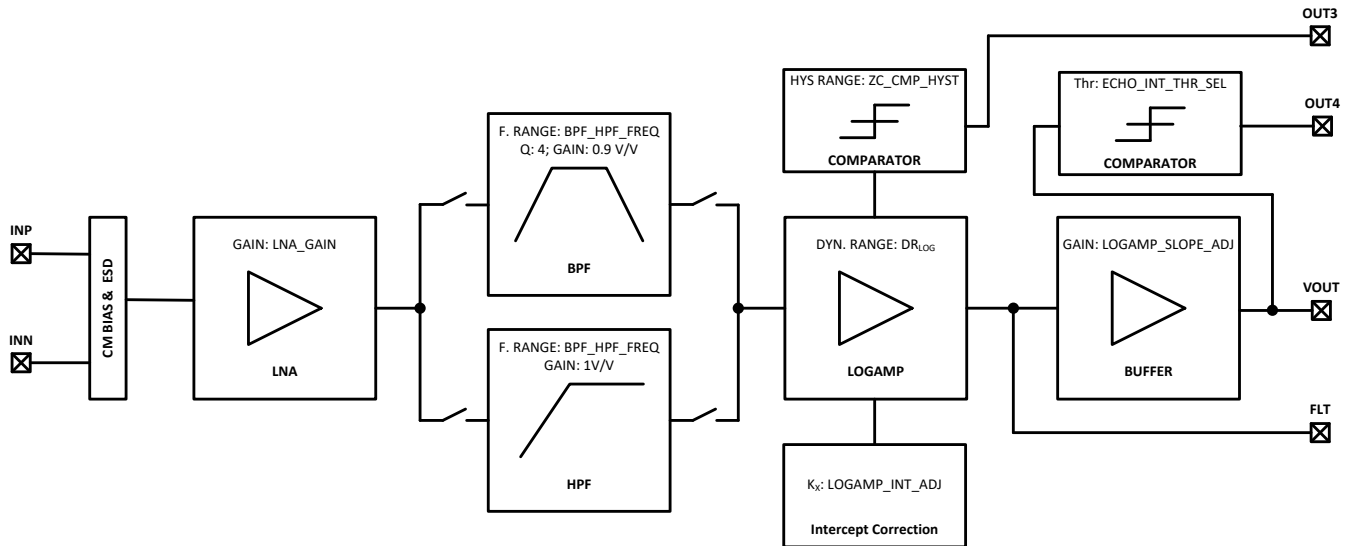 OUT3
HYS RANGE: ZC_CMP_HYST
COMPARATOR
Thr: ECHO_INT_THR_SEL
COMPARATOR
OUT4
F. RANGE: BPF_HPF_FREQ
Q: 4; GAIN: 0.9 V/V
BPF
INP
INN
CM BIAS & ESD
GAIN: LNA_GAIN
LNA
DYN. RANGE: DRLOG
LOGAMP
GAIN: LOGAMP_SLOPE_ADJ
BUFFER
VOUT
F. RANGE: BPF_HPF_FREQ
GAIN: 1V/V
HPF
FLT
KX: LOGAMP_INT_ADJ
Intercept Correction